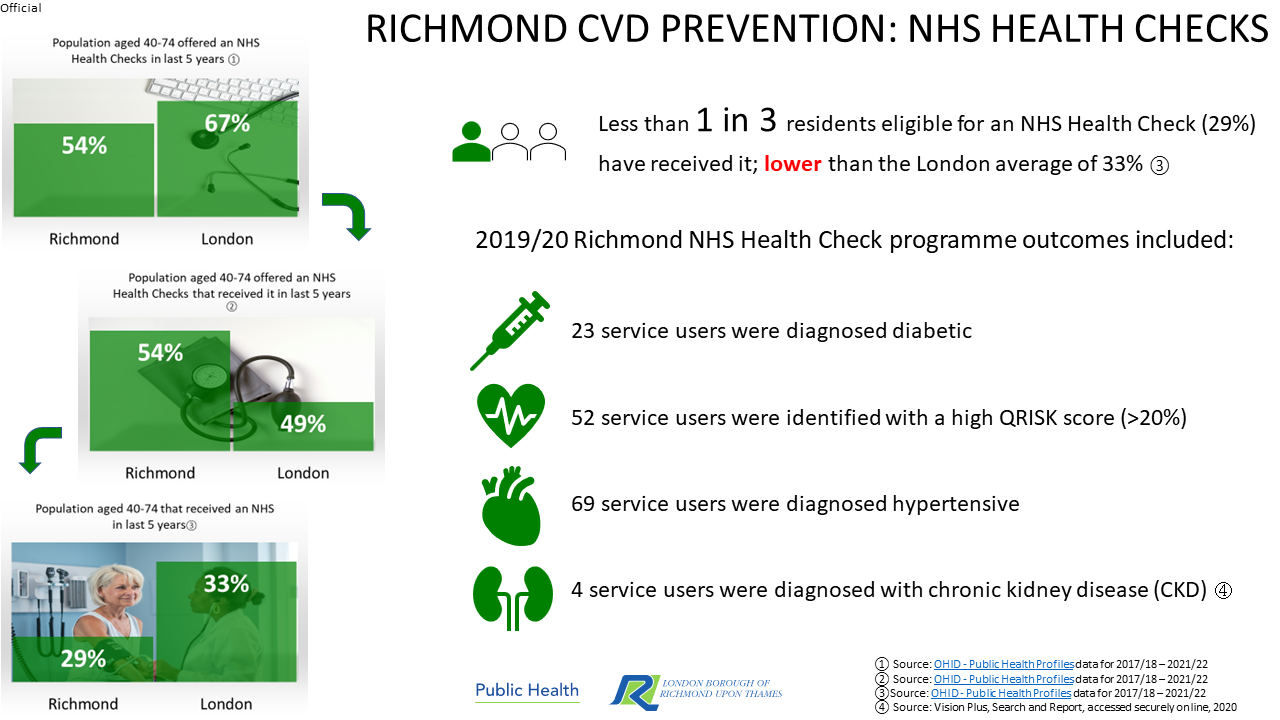 Official
RICHMOND CVD PREVENTION: NHS HEALTH CHECKS
Population aged 40-74 offered an NHS
Health Checks in last 5 years ①
54%
67%
Richmond
London
Population aged 40-74 offered an NHS
Health Checks that received it in last 5 years
②
54%
49%
Richmond
London
Population aged 40-74 that received an NHS
in last 5 years③
29%
33%
Richmond
London
Less than 1 in 3 residents eligible for an NHS Health Check (29%)
have received it; lower than the London average of 33% ③
2019/20 Richmond NHS Health Check programme outcomes included:
23 service users were diagnosed diabetic
52 service users were identified with a high QRISK score (>20%)
69 service users were diagnosed hypertensive
4 service users were diagnosed with chronic kidney disease (CKD) ④
Public Health
LONDON BOROUGH OF
RICHMOND UPON THAMES
① Source: OHID - Public Health Profiles data for 2017/18 – 2021/22
② Source: OHID - Public Health Profiles data for 2017/18 – 2021/22
③ Source: OHID - Public Health Profiles data for 2017/18 – 2021/22
④ Source: Vision Plus, Search and Report, accessed securely online, 2020